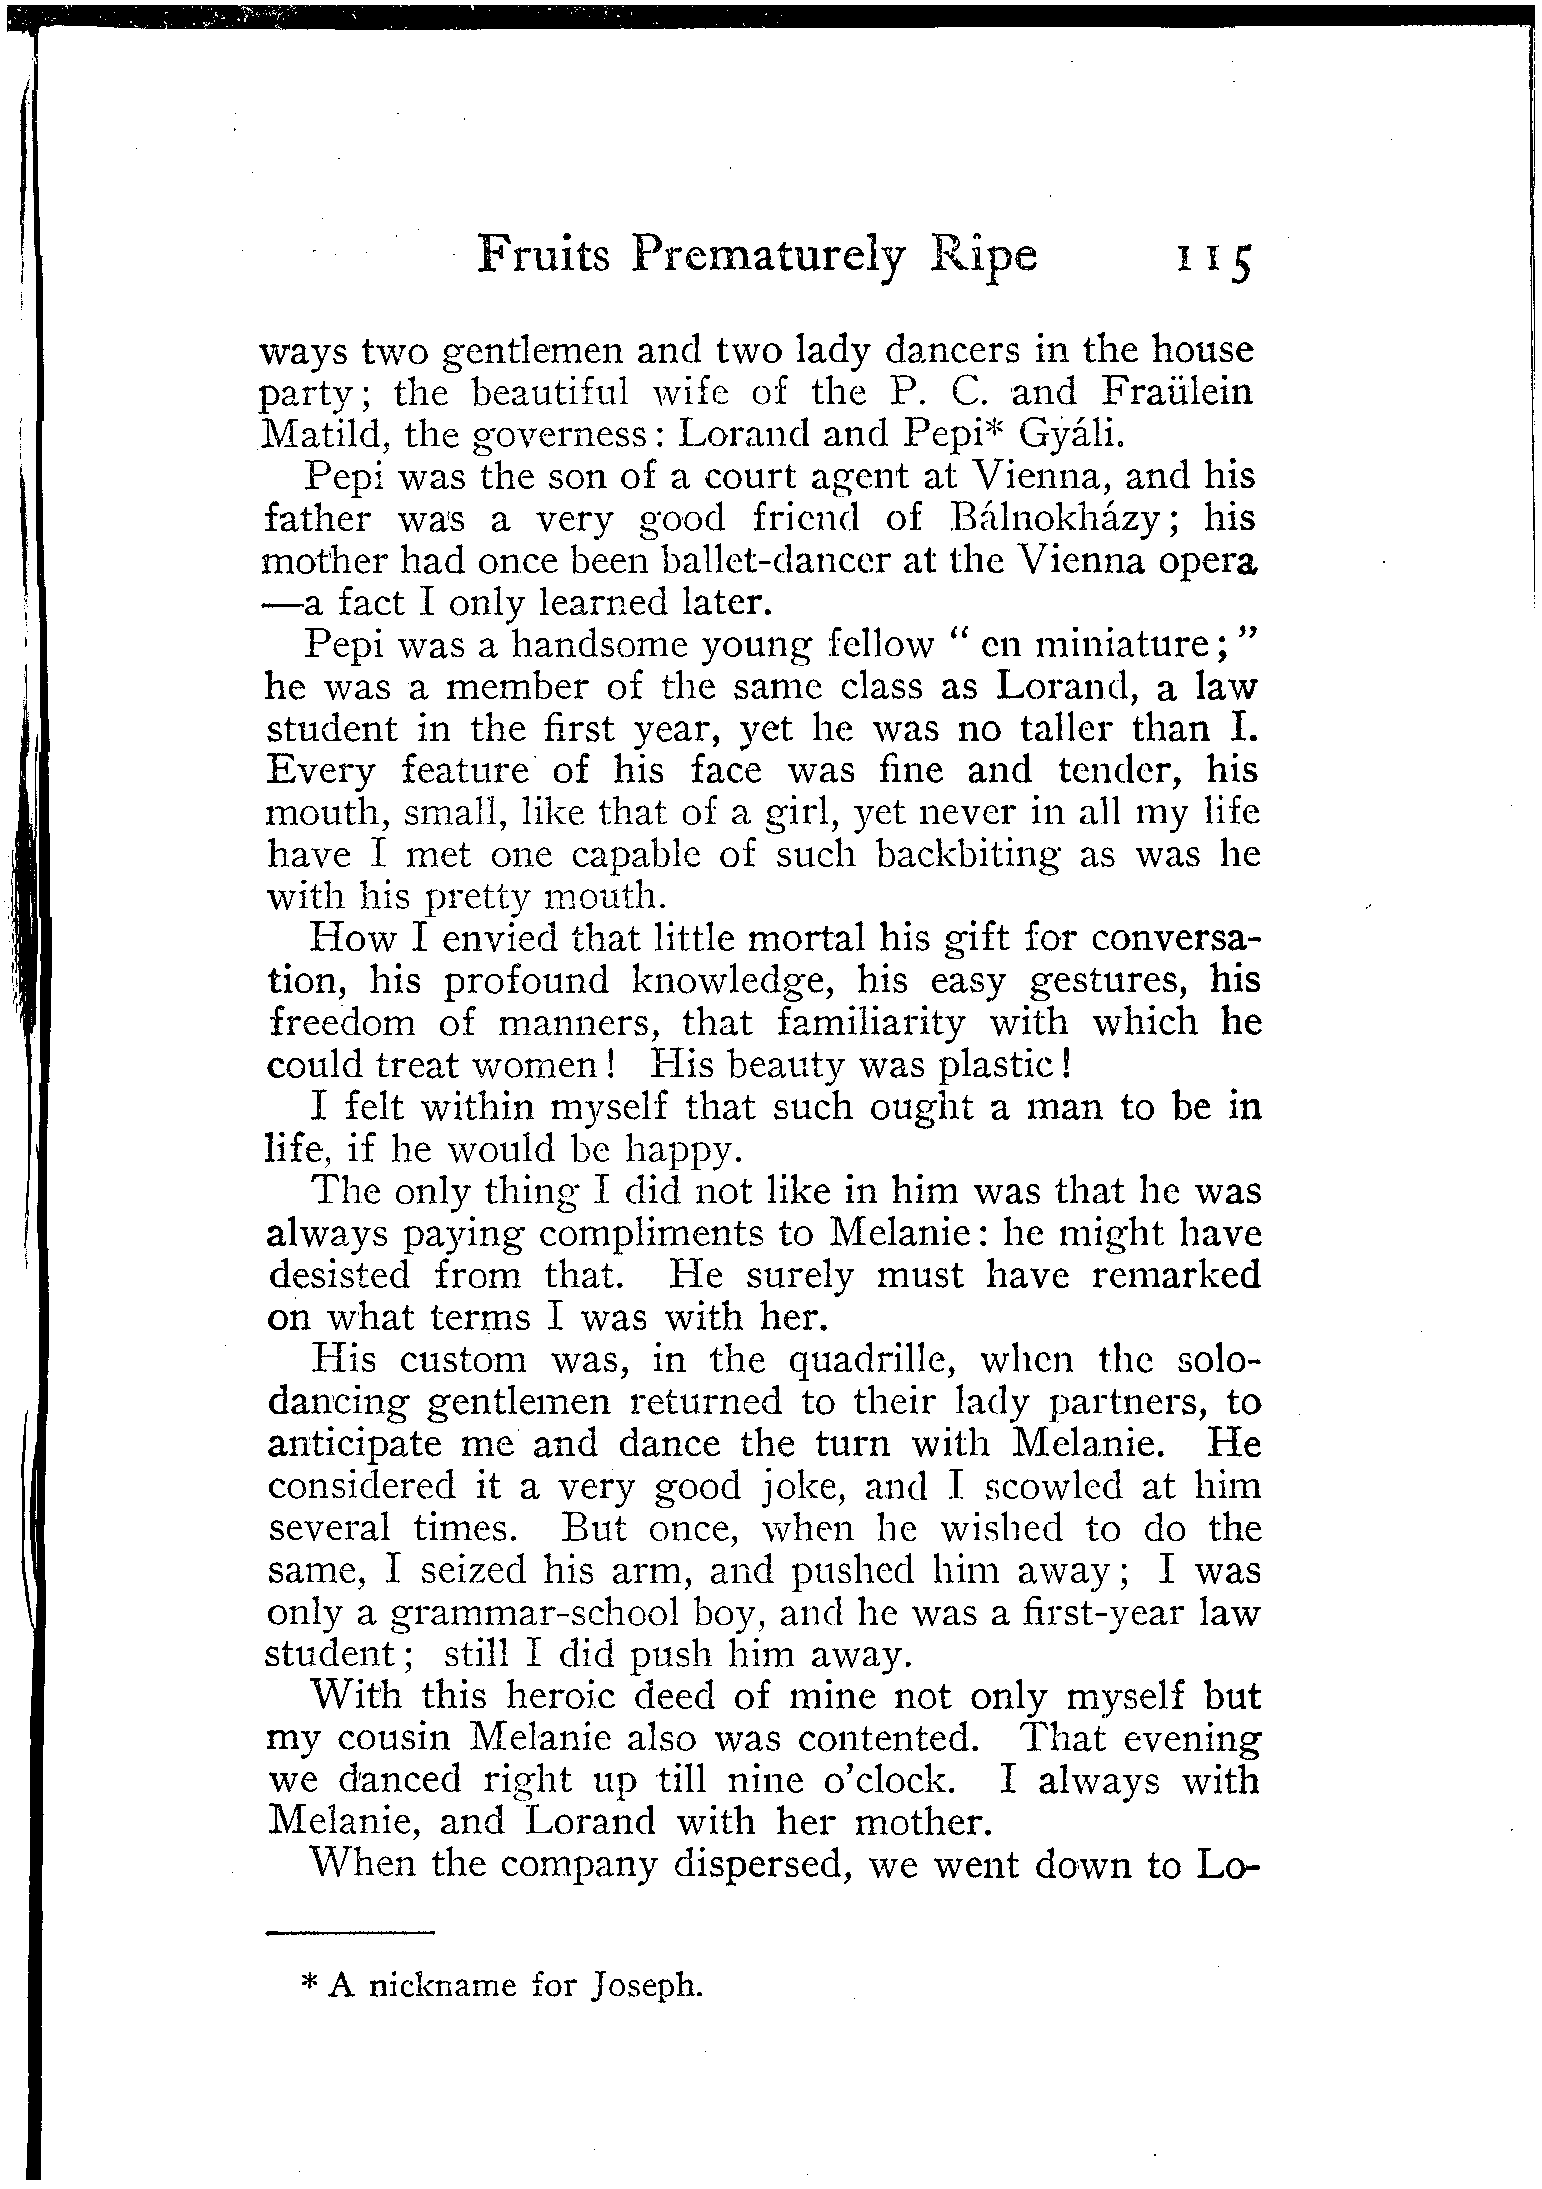 Fruits Prematurely Ripe 115
ways two gentlemen and two lady dancers in the house
party; the beautiful wife of the P. C. and Fraülein
Matild, the governess: Lorand and Pepi* Gyáli.
Pepi was the son of a court agent at Vienna, and his
father was a very good friend of Bálnokházy; his
mother had once been ballet-dancer at the Vienna opera
—a fact I only learned later.
Pepi was a handsome young fellow " en miniature; "
he was a member of the same class as Lorand, a law
student in the first year, yet he was no taller than I.
Every feature of his face was fine and tender, his
mouth, small, like that of a girl, yet never in all my life
have I met one capable of such backbiting as was he
with his pretty mouth.
How I envied that little mortal his gift for conversa-
tion, his profound knowledge, his easy gestures, his
freedom of manners, that familiarity with which he
could treat women! His beauty was plastic!
I felt within myself that such ought a man to be in
life, if he would be happy.
The only thing I did not like in him was that he was
always paying compliments to Melanie: he might have
desisted from that. He surely must have remarked
on what terms I was with her.
His custom was, in the quadrille, when the solo-
dancing gentlemen returned to their lady partners, to
anticipate me and dance the turn with Melanie. He
considered it a very good joke, and I scowled at him
several times. But once, when he wished to do the
same, I seized his arm, and pushed him away; I was
only a grammar-school boy, and he was a first-year law
student; still I did push him away.
With this heroic deed of mine not only myself but
my cousin Melanie also was contented. That evening
we danced right up till nine o'clock. I always with
Melanie, and Lorand with her mother.
When the company dispersed, we went down to Lo-
* A nickname for Joseph.